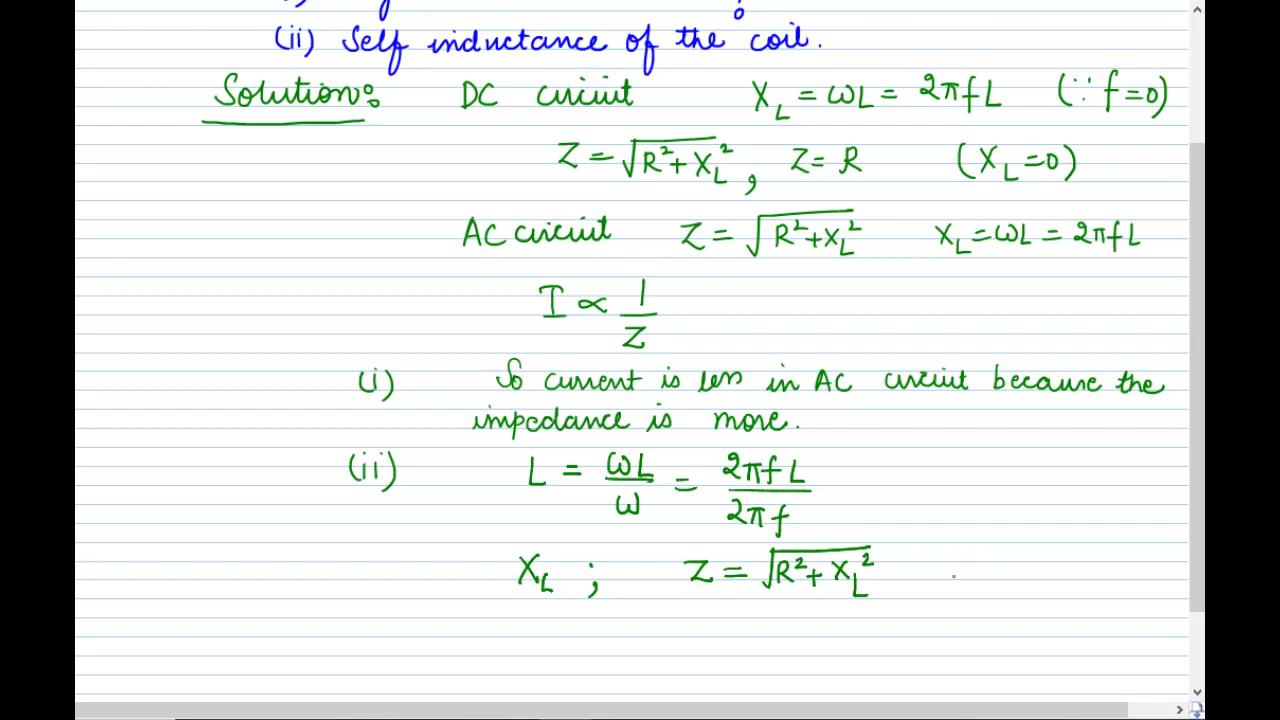 (ii) Self inductance of the coil.
Solution: DC circuit X_L = ωL = 2πfL (∵ f=0)
Z = √(R²+X_L²), Z = R (X_L=0)
AC circuit Z = √(R²+X_L²) X_L = ωL = 2πfL
I ∝ 1/Z
(i) So current is less in AC circuit because the
impedance is more.
(ii) L = ωL/ω = 2πfL/2πf
X_L ; Z = √(R²+X_L²)